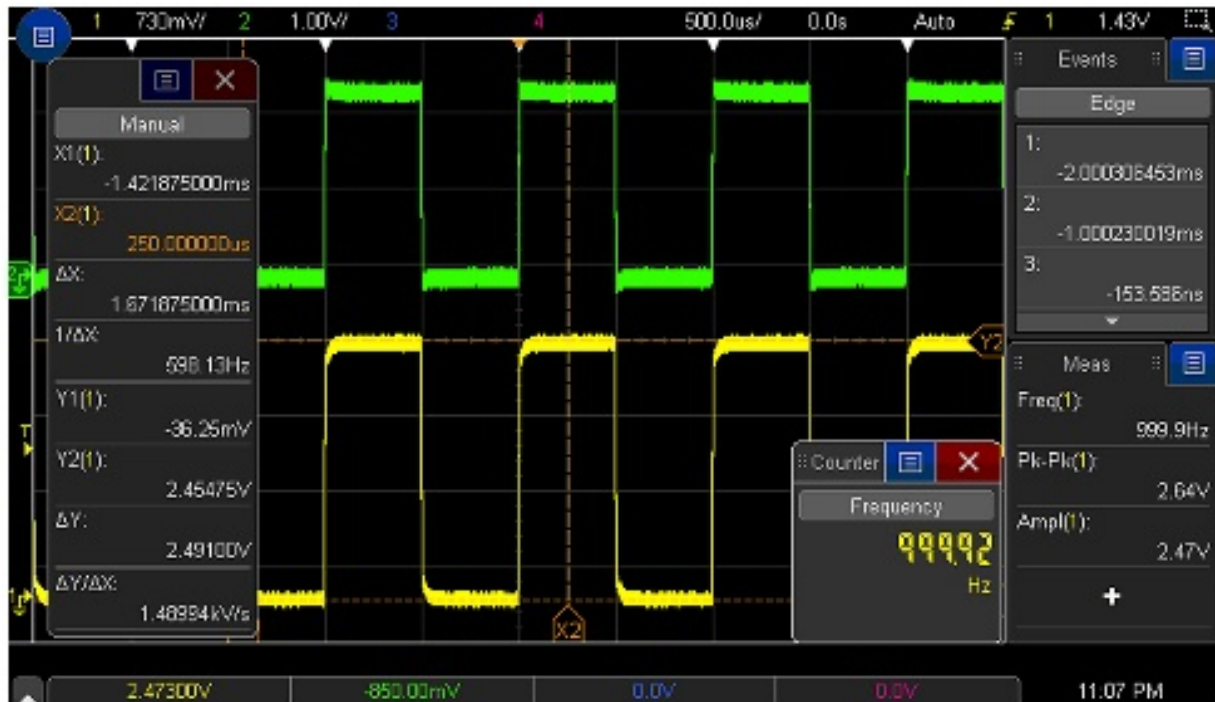 1 730mV/ 2 1.00V/ 3 4 500.0us/ 0.0s Auto 1 1.43V
Manual
X1(1):
-1.421875000ms
X2(1):
250.000000us
ΔX:
1.671875000ms
1/ΔX:
598.13Hz
Y1(1):
-36.25mV
Y2(1):
2.45475V
ΔY:
2.49100V
ΔY/ΔX:
1.48994kV/s
2
T
1
Y2
X2
Counter
Frequency
999.92
Hz
Events
Edge
1:
-2.000306453ms
2:
-1.000230019ms
3:
-153.586ns
Meas
Freq(1):
999.9Hz
Pk-Pk(1):
2.64V
Ampl(1):
2.47V
+
2.47300V -850.00mV 0.0V 0.0V 11:07 PM